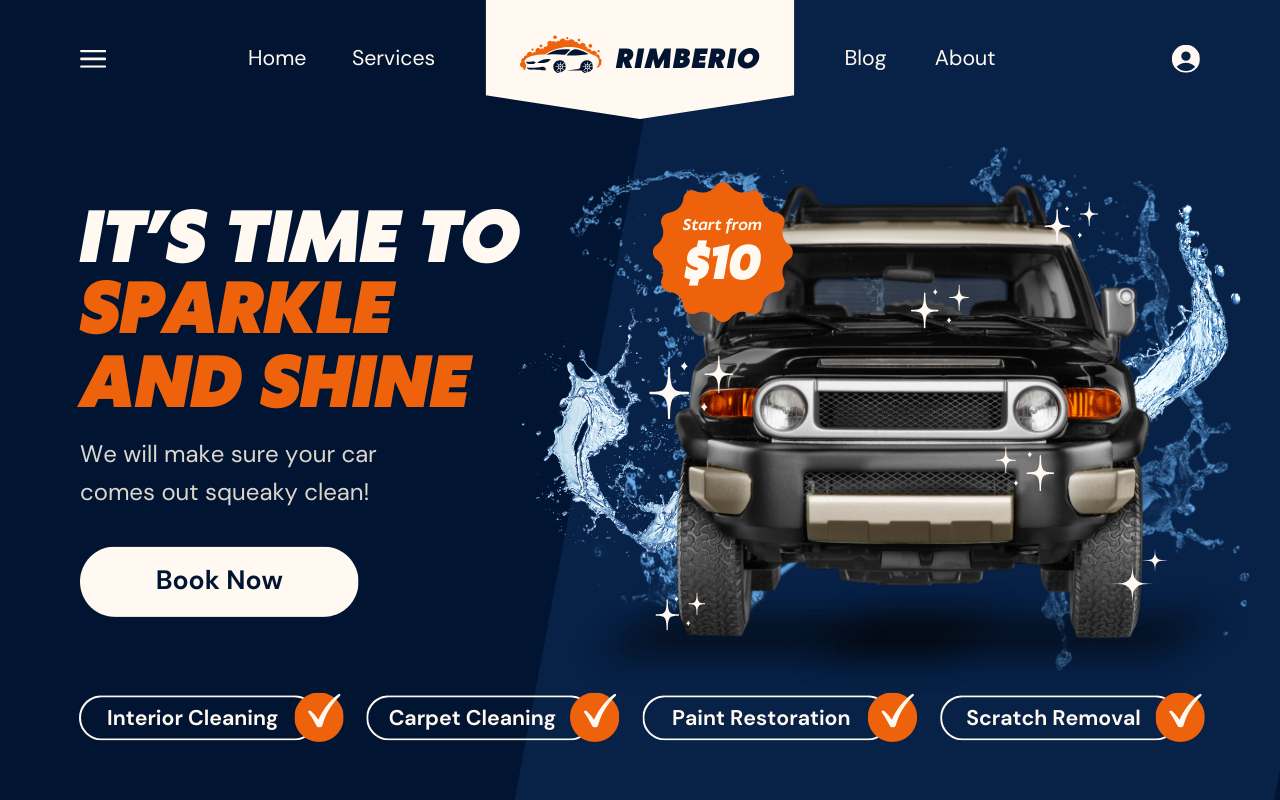 Home
Services
RIMBERIO
Blog
About
IT'S TIME TO
SPARKLE
AND SHINE
Start from
$10
We will make sure your car
comes out squeaky clean!
Book Now
Interior Cleaning
Carpet Cleaning
Paint Restoration
Scratch Removal